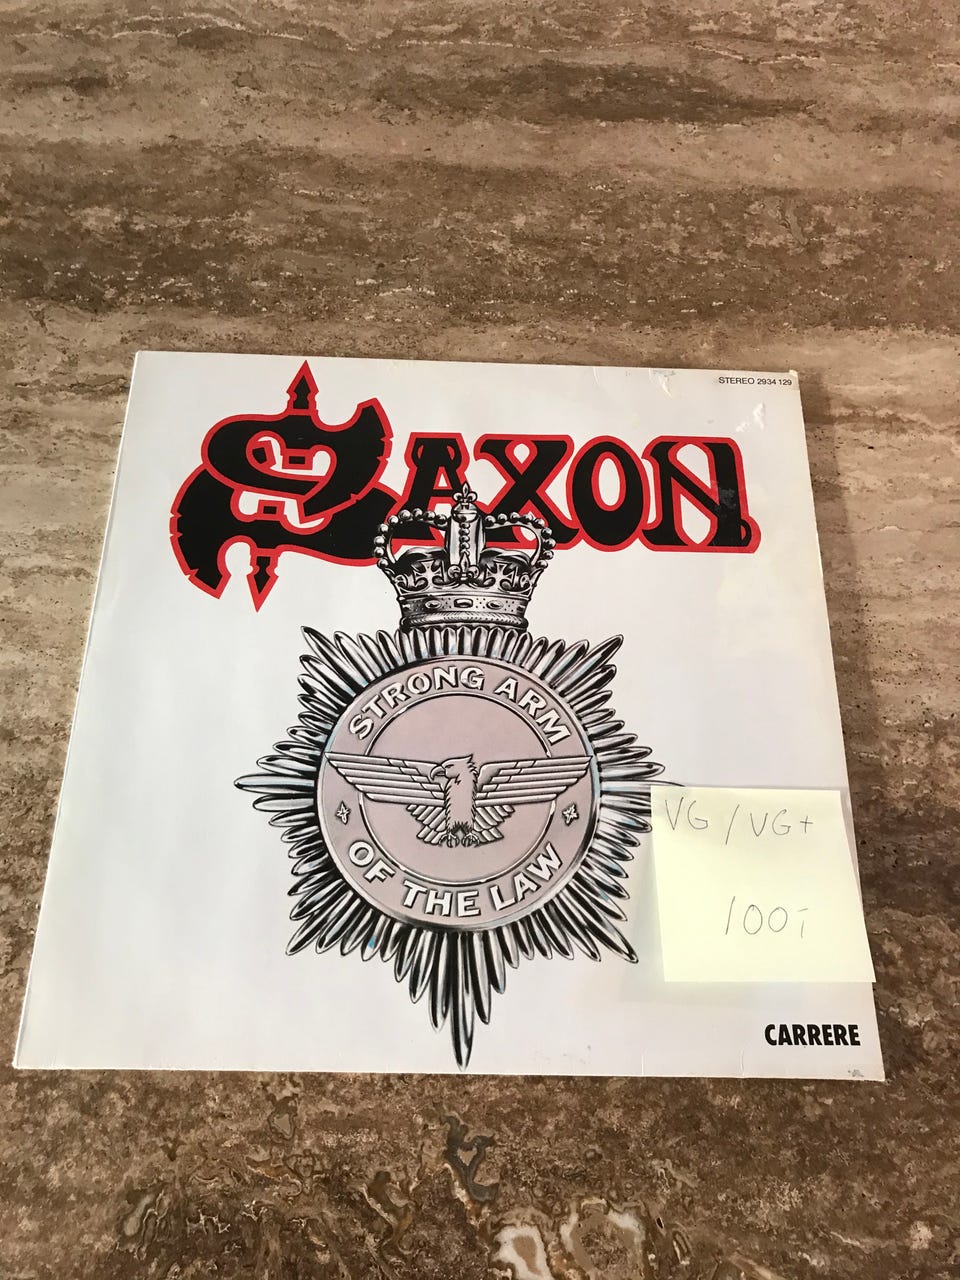 STEREO 2934 129
SAXON
STRONG ARM
OF THE LAW
VG / VG+
100,-
CARRERE